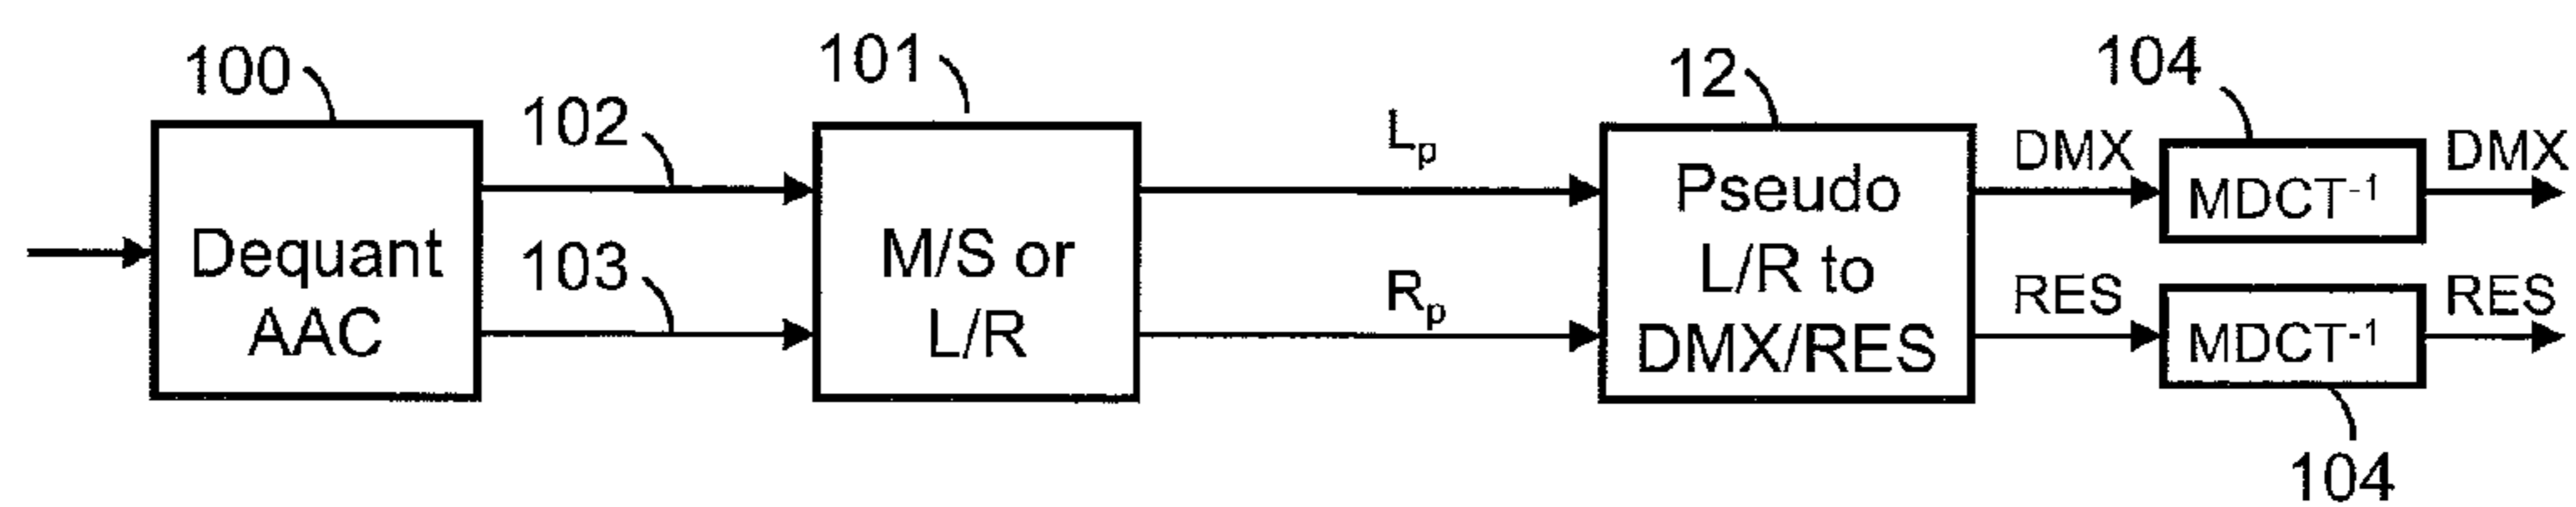 100
102
103
101
12
104
104
Dequant
AAC
M/S or
L/R
Lp
Rp
Pseudo
L/R to
DMX/RES
DMX
RES
MDCT-1
MDCT-1
DMX
RES